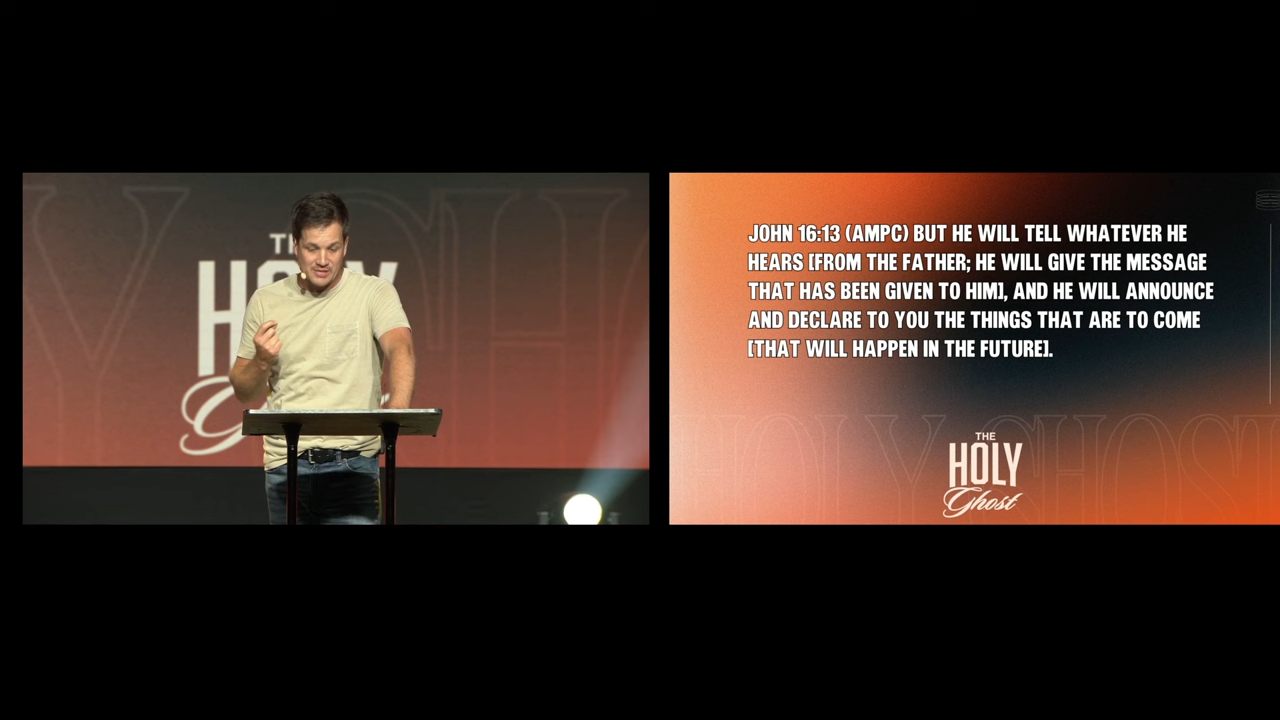 THE
HOLY
Ghost
JOHN 16:13 (AMPC) BUT HE WILL TELL WHATEVER HE
HEARS [FROM THE FATHER; HE WILL GIVE THE MESSAGE
THAT HAS BEEN GIVEN TO HIM], AND HE WILL ANNOUNCE
AND DECLARE TO YOU THE THINGS THAT ARE TO COME
[THAT WILL HAPPEN IN THE FUTURE].
HOLY GHOST
THE
HOLY
Ghost